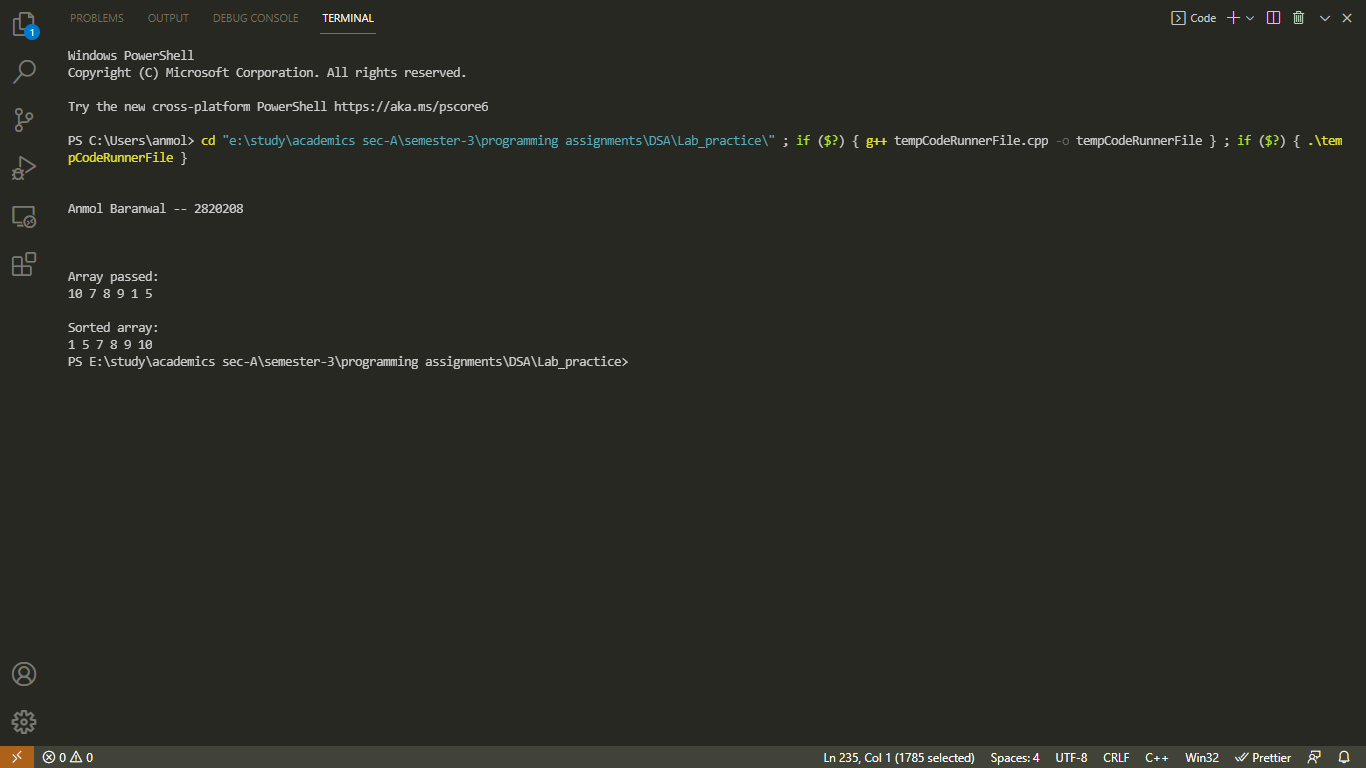 PROBLEMS OUTPUT DEBUG CONSOLE TERMINAL Code
1
Windows PowerShell
Copyright (C) Microsoft Corporation. All rights reserved.
Try the new cross-platform PowerShell https://aka.ms/pscore6
PS C:\Users\anmol> cd "e:\study\academics sec-A\semester-3\programming assignments\DSA\Lab_practice\" ; if ($?) { g++ tempCodeRunnerFile.cpp -o tempCodeRunnerFile } ; if ($?) { .\tem
pCodeRunnerFile }
Anmol Baranwal -- 2820208
Array passed:
10 7 8 9 1 5
Sorted array:
1 5 7 8 9 10
PS E:\study\academics sec-A\semester-3\programming assignments\DSA\Lab_practice>
0 0 Ln 235, Col 1 (1785 selected) Spaces: 4 UTF-8 CRLF C++ Win32 Prettier